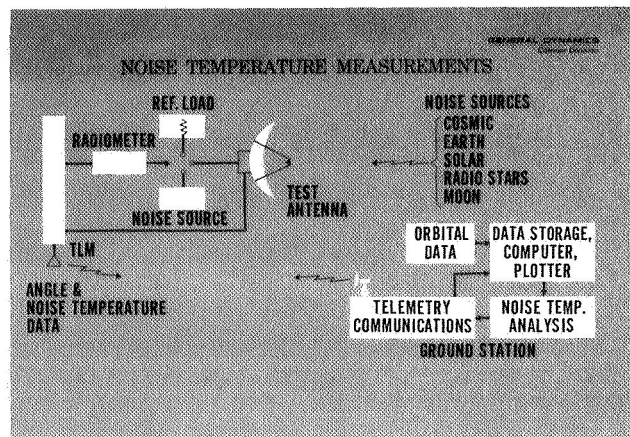 GENERAL DYNAMICS
Convair Division
NOISE TEMPERATURE MEASUREMENTS
REF. LOAD
RADIOMETER
NOISE SOURCE
TEST
ANTENNA
NOISE SOURCES
COSMIC
EARTH
SOLAR
RADIO STARS
MOON
TLM
ANGLE &
NOISE TEMPERATURE
DATA
ORBITAL
DATA
DATA STORAGE,
COMPUTER,
PLOTTER
TELEMETRY
COMMUNICATIONS
NOISE TEMP.
ANALYSIS
GROUND STATION